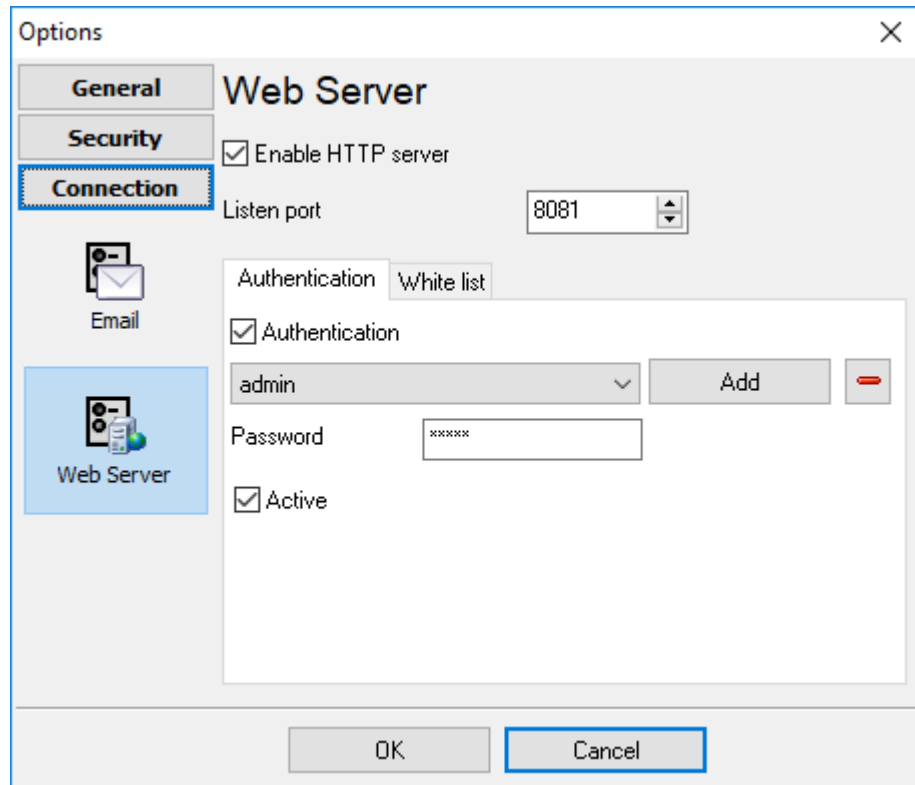 Options
General
Security
Connection
Email
Web Server
Web Server
Enable HTTP server
Listen port 8081
Authentication White list
Authentication
admin Add
Password *****
Active
OK Cancel